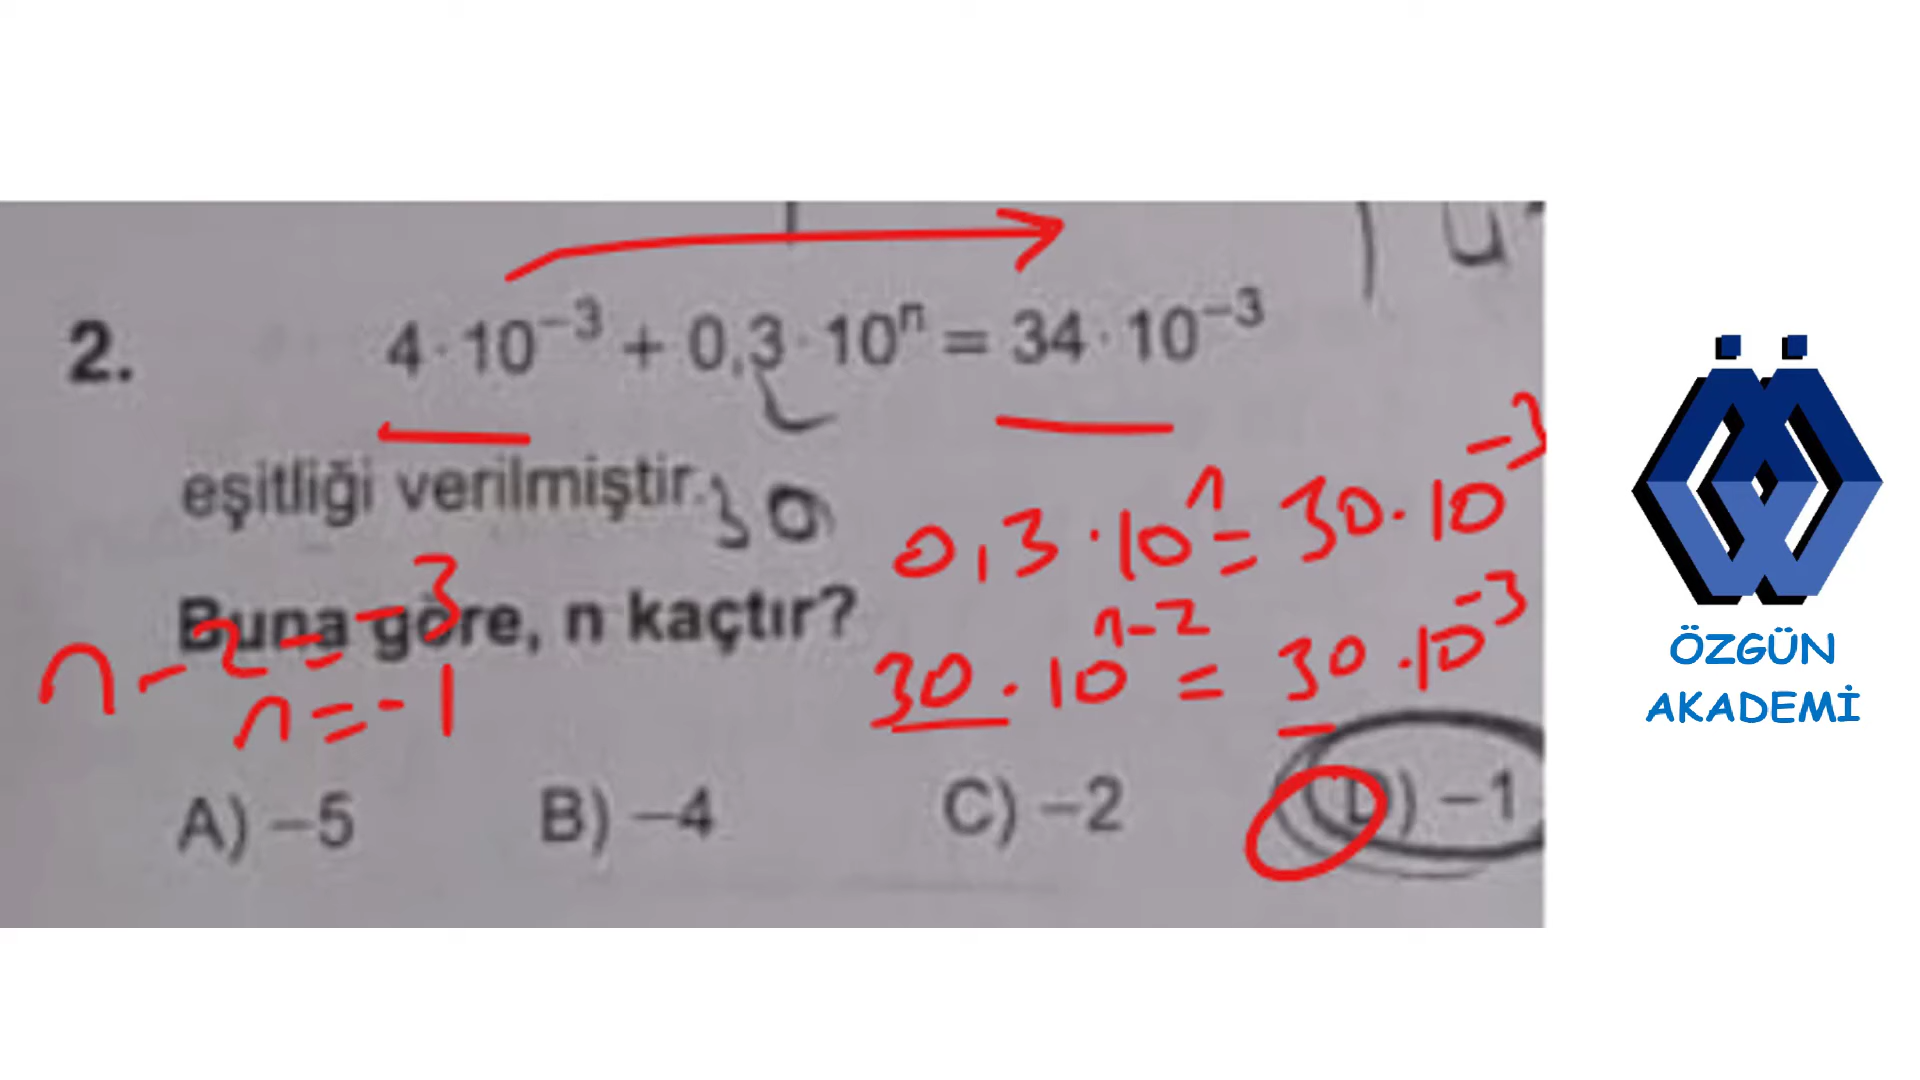 2. 4 · 10⁻³ + 0,3 · 10ⁿ = 34 · 10⁻³
eşitliği verilmiştir.
30
0,3 · 10ⁿ = 30 · 10⁻³
Buna göre, n kaçtır?
n - 2 = -3
30 · 10ⁿ⁻² = 30 · 10⁻³
n = -1
A) -5 B) -4 C) -2 D) -1
ÖZGÜN
AKADEMİ